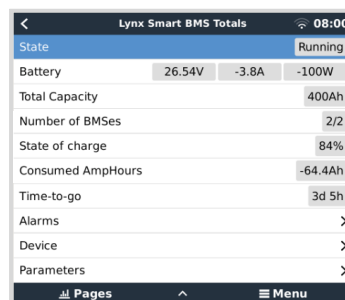 Lynx Smart BMS Totals 08:00
State Running
Battery 26.54V -3.8A -100W
Total Capacity 400Ah
Number of BMSes 2/2
State of charge 84%
Consumed AmpHours -64.4Ah
Time-to-go 3d 5h
Alarms
Device
Parameters
Pages Menu